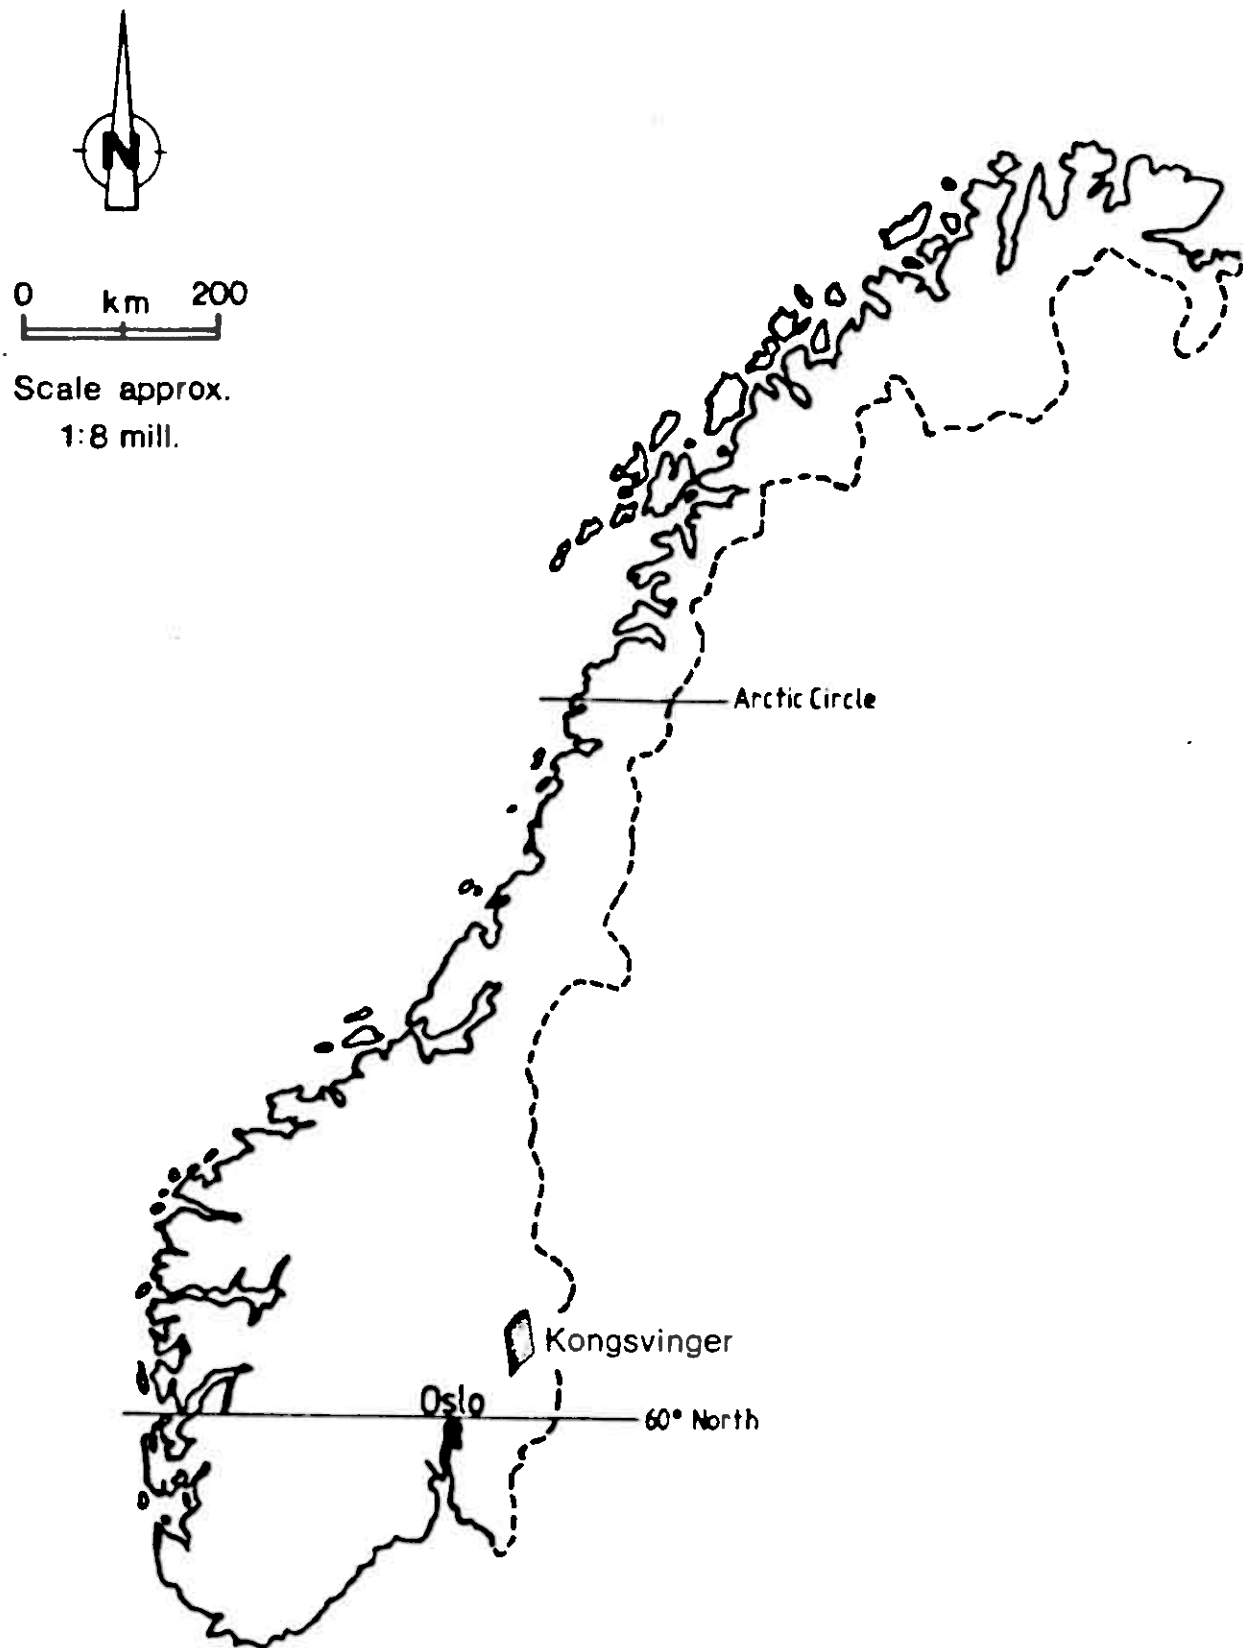 N
0 km 200
Scale approx.
1:8 mill.
Arctic Circle
Kongsvinger
Oslo
60° North